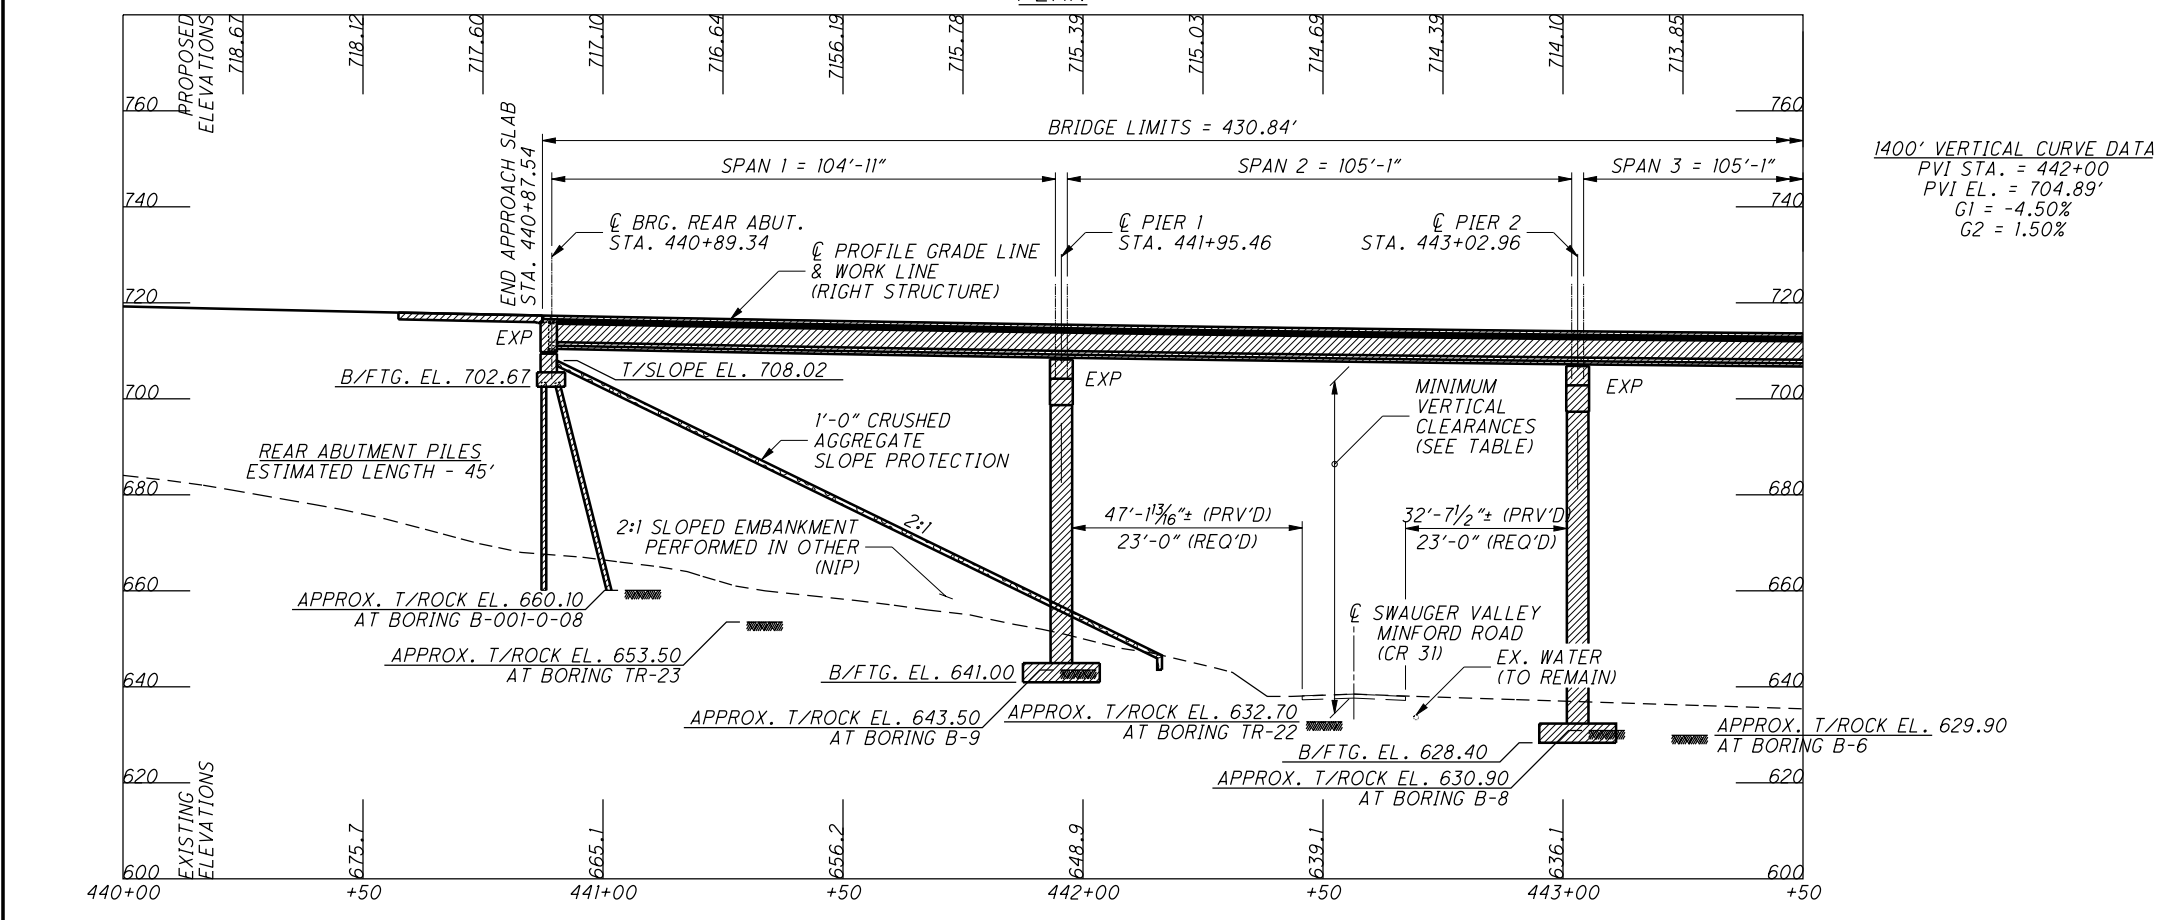 PROPOSED
ELEVATIONS
718.67
718.12
717.60
717.10
716.64
7156.19
715.78
715.39
715.03
714.69
714.39
714.10
713.85
760
760
BRIDGE LIMITS = 430.84'
END APPROACH SLAB
STA. 440+87.54
SPAN 1 = 104'-11"
SPAN 2 = 105'-1"
SPAN 3 = 105'-1"
1400' VERTICAL CURVE DATA
PVI STA. = 442+00
PVI EL. = 704.89'
G1 = -4.50%
G2 = 1.50%
740
740
℄ BRG. REAR ABUT.
STA. 440+89.34
℄ PIER 1
STA. 441+95.46
℄ PIER 2
STA. 443+02.96
℄ PROFILE GRADE LINE
& WORK LINE
(RIGHT STRUCTURE)
720
720
EXP
T/SLOPE EL. 708.02
B/FTG. EL. 702.67
EXP
EXP
MINIMUM
VERTICAL
CLEARANCES
(SEE TABLE)
700
700
1'-0" CRUSHED
AGGREGATE
SLOPE PROTECTION
REAR ABUTMENT PILES
ESTIMATED LENGTH - 45'
680
680
2:1
2:1 SLOPED EMBANKMENT
PERFORMED IN OTHER
(NIP)
47'-1 13/16"± (PRV'D)
23'-0" (REQ'D)
32'-7 1/2"± (PRV'D)
23'-0" (REQ'D)
660
660
APPROX. T/ROCK EL. 660.10
AT BORING B-001-0-08
℄ SWAUGER VALLEY
MINFORD ROAD
(CR 31)
EX. WATER
(TO REMAIN)
APPROX. T/ROCK EL. 653.50
AT BORING TR-23
B/FTG. EL. 641.00
640
640
APPROX. T/ROCK EL. 643.50
AT BORING B-9
APPROX. T/ROCK EL. 632.70
AT BORING TR-22
APPROX. T/ROCK EL. 629.90
AT BORING B-6
B/FTG. EL. 628.40
APPROX. T/ROCK EL. 630.90
AT BORING B-8
620
620
EXISTING
ELEVATIONS
675.7
665.1
656.2
648.9
639.1
636.1
600
600
440+00
+50
441+00
+50
442+00
+50
443+00
+50